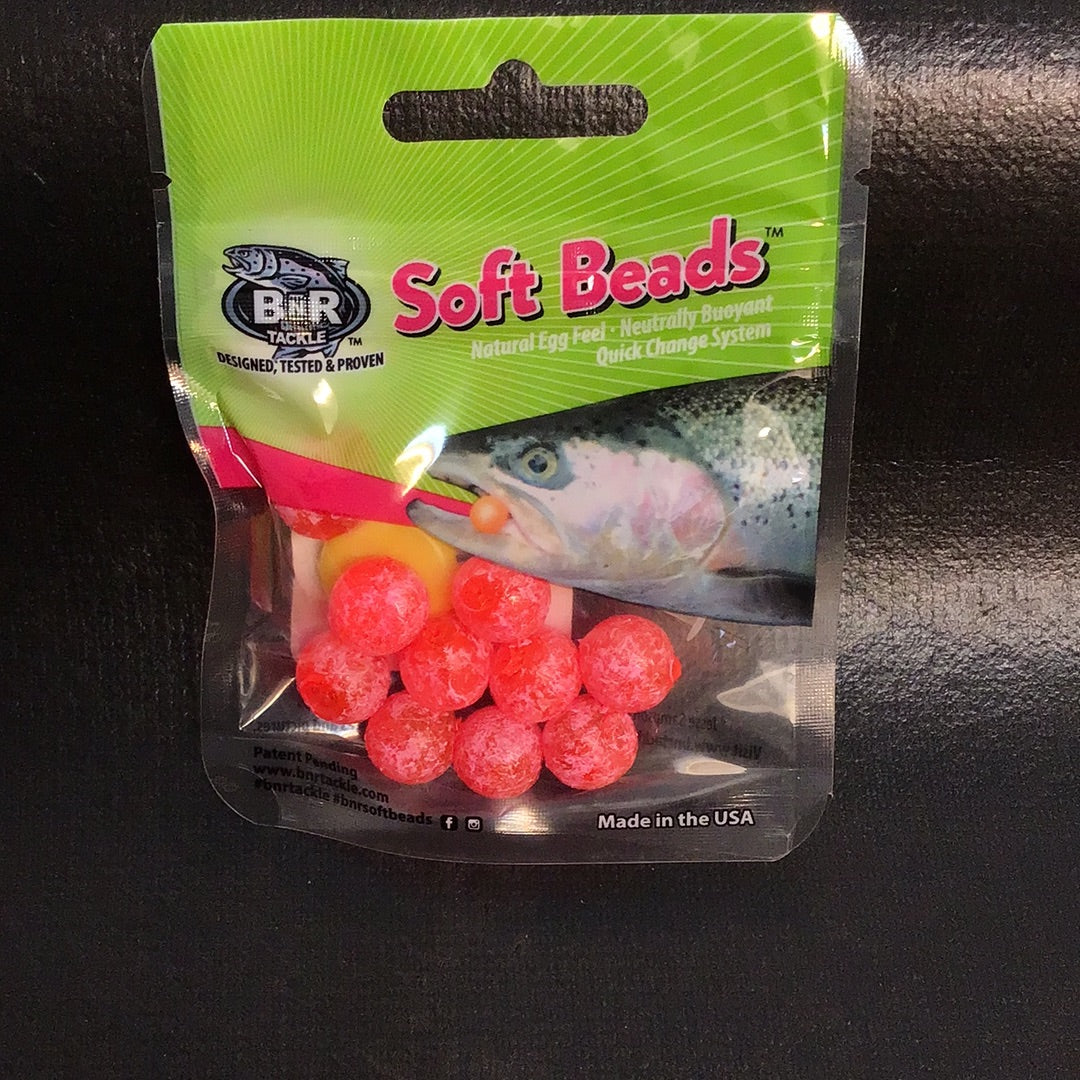 Soft Beads™
BnR
TACKLE™
DESIGNED, TESTED & PROVEN
Natural Egg Feel · Neutrally Buoyant
Quick Change System
Patent Pending
www.bnrtackle.com
#bnrtackle #bnrsoftbeads
Made in the USA